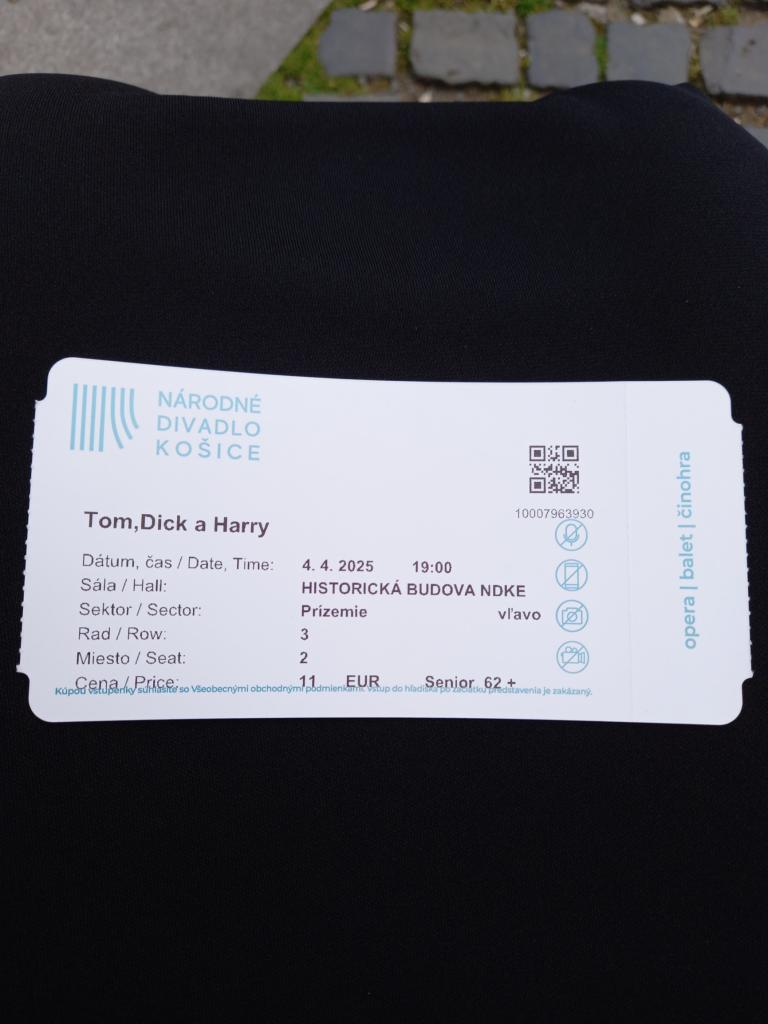 NÁRODNÉ
DIVADLO
KOŠICE
10007963930
Tom,Dick a Harry
Dátum, čas / Date, Time: 4. 4. 2025 19:00
Sála / Hall: HISTORICKÁ BUDOVA NDKE
Sektor / Sector: Prízemie vľavo
Rad / Row: 3
Miesto / Seat: 2
Cena / Price: 11 EUR Senior 62 +
Kúpou vstupenky súhlasíte so Všeobecnými obchodnými podmienkami. Vstup do hľadiska po začiatku predstavenia je zakázaný.
opera | balet | činohra